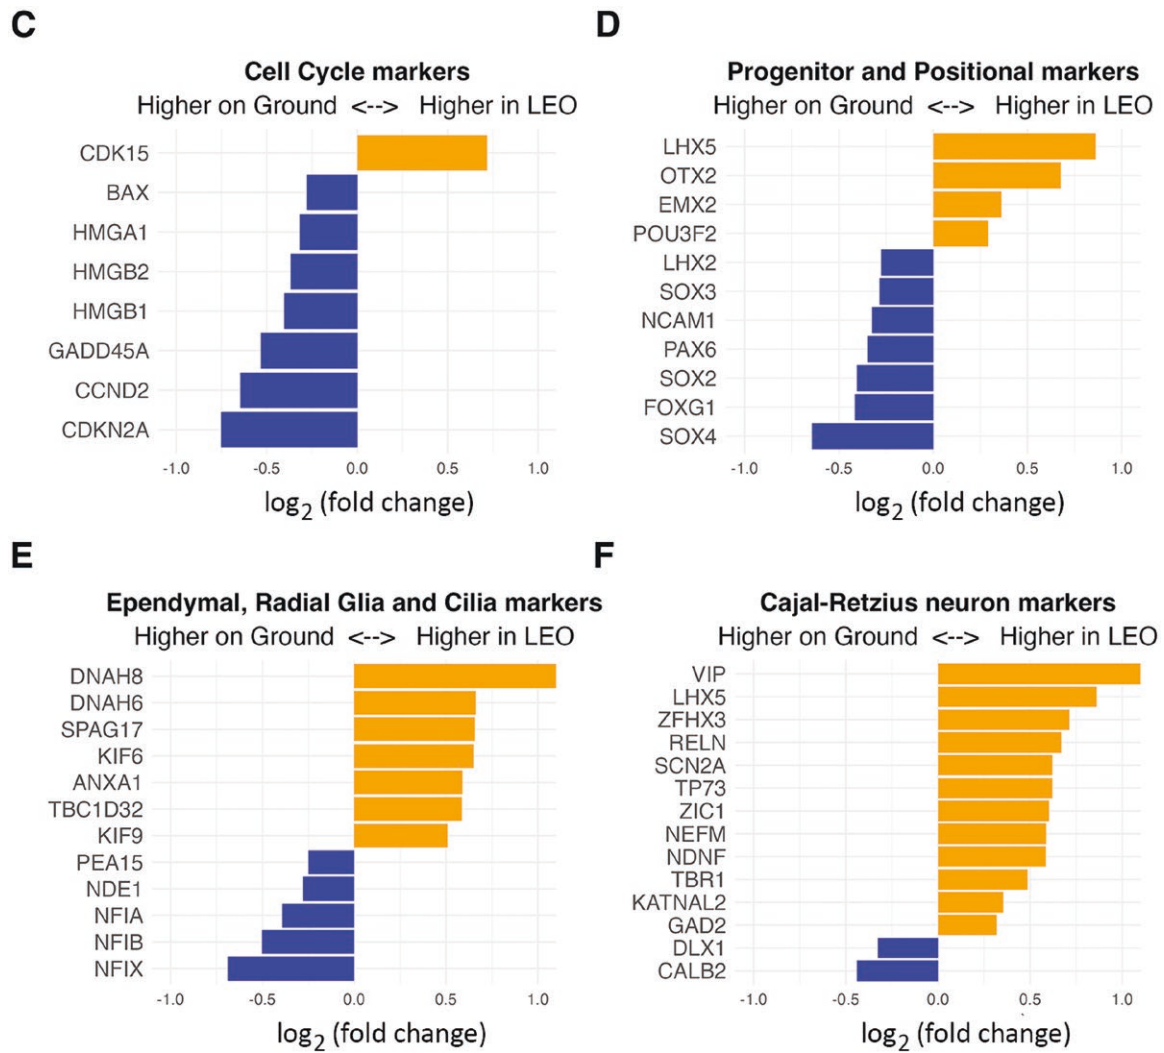 C
Cell Cycle markers
Higher on Ground <--> Higher in LEO
CDK15
BAX
HMGA1
HMGB2
HMGB1
GADD45A
CCND2
CDKN2A
-1.0 -0.5 0.0 0.5 1.0
log2 (fold change)
D
Progenitor and Positional markers
Higher on Ground <--> Higher in LEO
LHX5
OTX2
EMX2
POU3F2
LHX2
SOX3
NCAM1
PAX6
SOX2
FOXG1
SOX4
-1.0 -0.5 0.0 0.5 1.0
log2 (fold change)
E
Ependymal, Radial Glia and Cilia markers
Higher on Ground <--> Higher in LEO
DNAH8
DNAH6
SPAG17
KIF6
ANXA1
TBC1D32
KIF9
PEA15
NDE1
NFIA
NFIB
NFIX
-1.0 -0.5 0.0 0.5 1.0
log2 (fold change)
F
Cajal-Retzius neuron markers
Higher on Ground <--> Higher in LEO
VIP
LHX5
ZFHX3
RELN
SCN2A
TP73
ZIC1
NEFM
NDNF
TBR1
KATNAL2
GAD2
DLX1
CALB2
-1.0 -0.5 0.0 0.5 1.0
log2 (fold change)